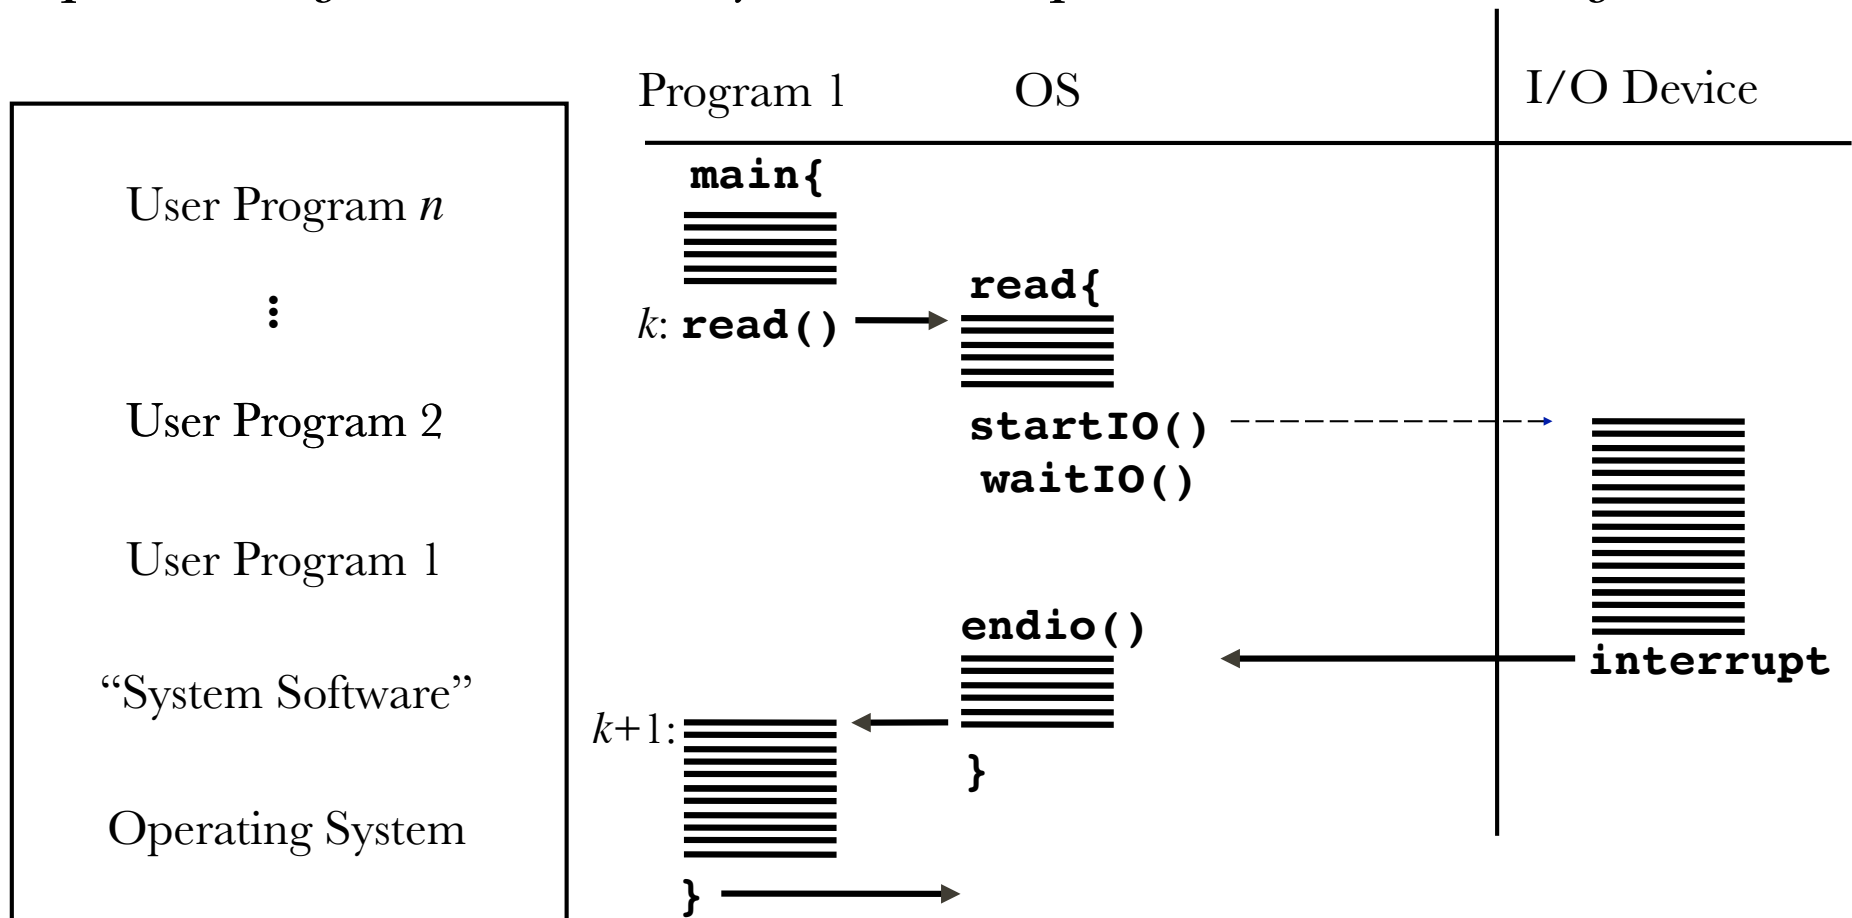 Program 1
OS
I/O Device
User Program n
⋮
User Program 2
User Program 1
“System Software”
Operating System
main{
k: read()
read{
startIO()
waitIO()
endio()
interrupt
k+1:
}
}